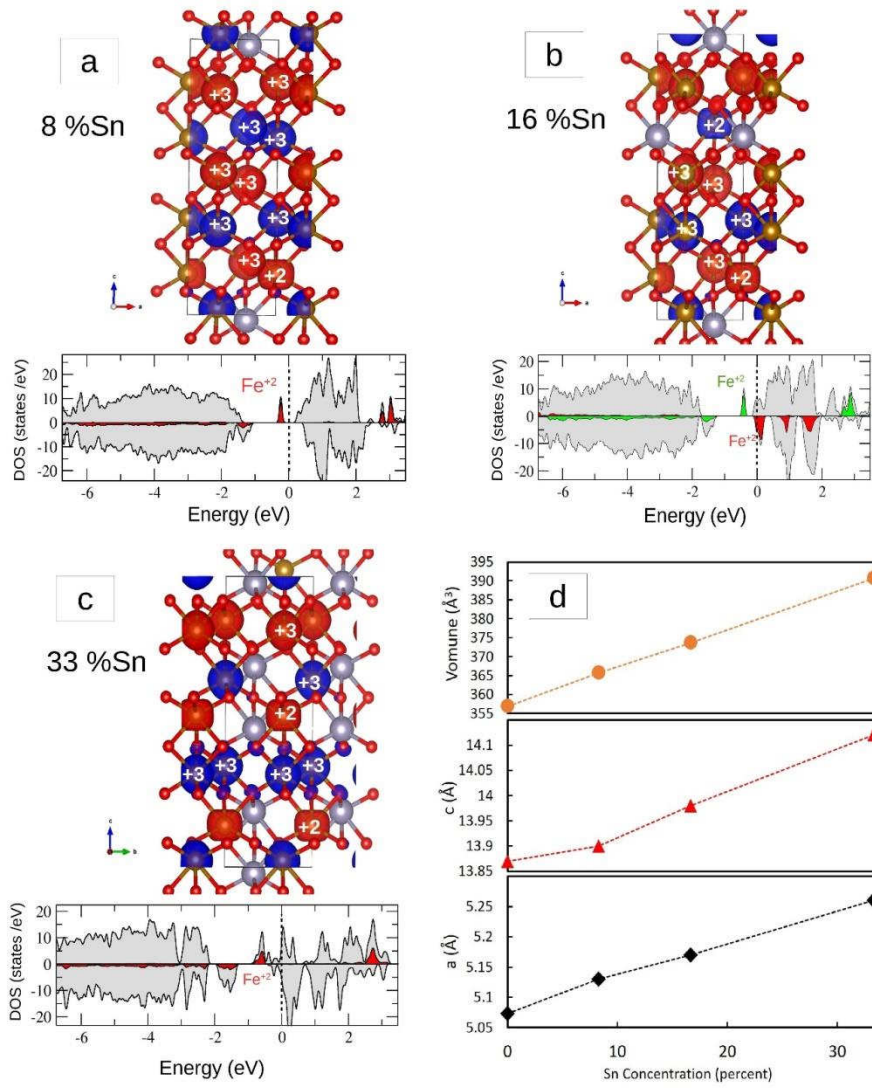 a
8 %Sn
+3
+3
+3
+3
+3
+3
+3
+3
+3
+2
c
a
DOS (states /eV)
20
10
0
-10
-20
Fe+2
-6
-4
-2
0
2
Energy (eV)
b
16 %Sn
+2
+3
+3
+3
+3
+3
+2
c
a
DOS (states /eV)
20
10
0
-10
-20
Fe+2
Fe+2
-6
-4
-2
0
2
Energy (eV)
c
33 %Sn
+3
+3
+2
+3
+3
+3
+2
c
b
DOS (states /eV)
20
10
0
-10
-20
Fe+2
-6
-4
-2
0
2
Energy (eV)
d
Vomune (Å³)
395
390
385
380
375
370
365
360
355
c (Å)
14.1
14.05
14
13.95
13.9
13.85
a (Å)
5.25
5.2
5.15
5.1
5.05
0
10
20
30
Sn Concentration (percent)